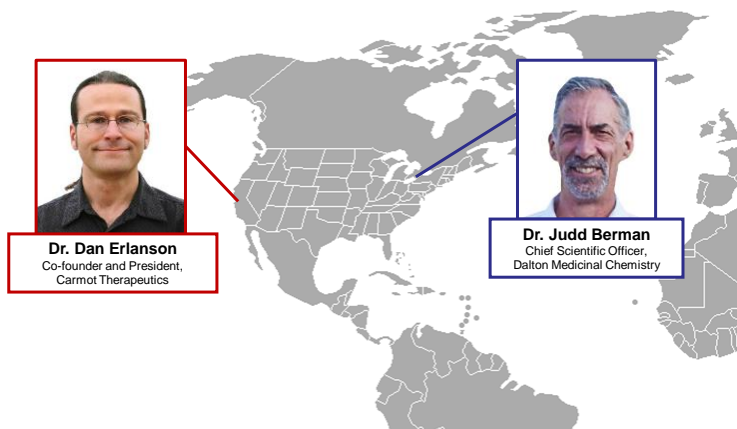 Dr. Dan Erlanson
Co-founder and President,
Carmot Therapeutics
Dr. Judd Berman
Chief Scientific Officer,
Dalton Medicinal Chemistry